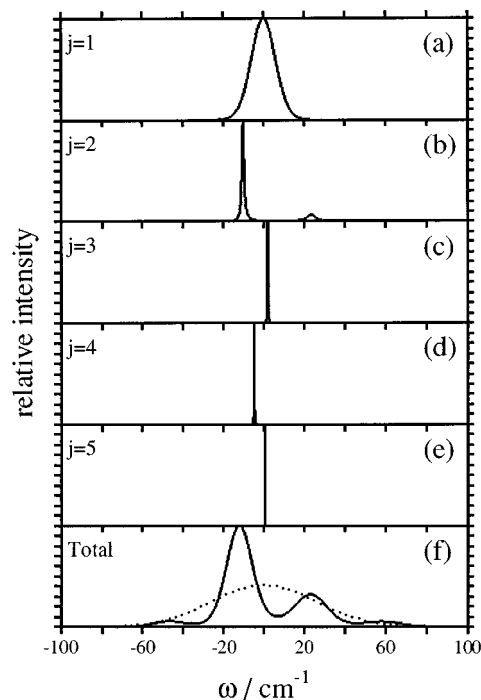 j=1
(a)
j=2
(b)
j=3
(c)
j=4
(d)
j=5
(e)
Total
(f)
relative intensity
-100 -60 -20 20 60 100
ω / cm⁻¹